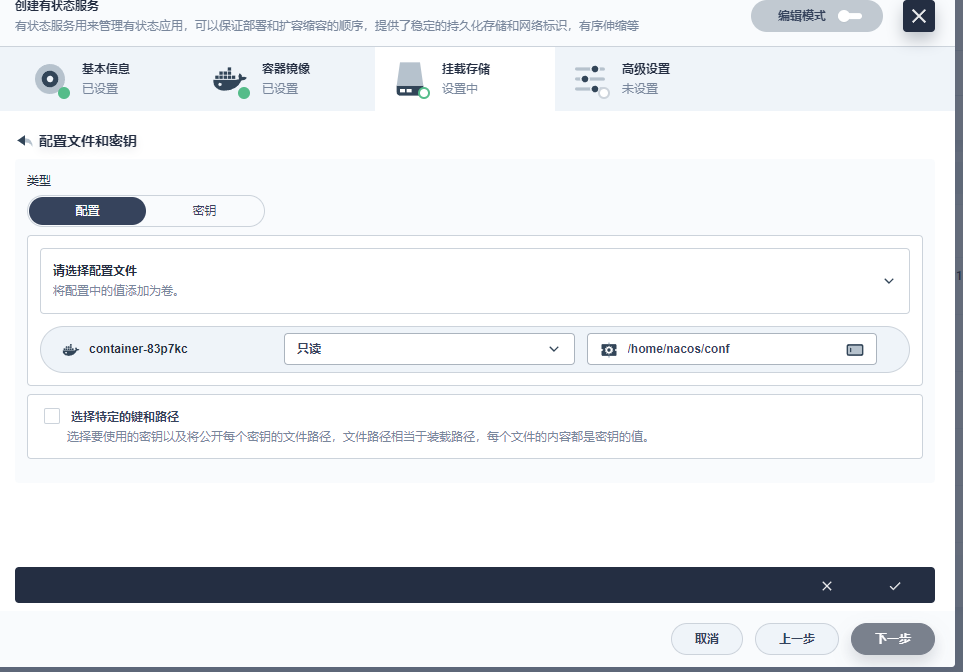 创建有状态服务
有状态服务用来管理有状态应用，可以保证部署和扩容缩容的顺序，提供了稳定的持久化存储和网络标识，有序伸缩等
编辑模式
基本信息
已设置
容器镜像
已设置
挂载存储
设置中
高级设置
未设置
配置文件和密钥
类型
配置
密钥
请选择配置文件
将配置中的值添加为卷。
container-83p7kc
只读
/home/nacos/conf
选择特定的键和路径
选择要使用的密钥以及将公开每个密钥的文件路径，文件路径相当于装载路径，每个文件的内容都是密钥的值。
取消
上一步
下一步
1